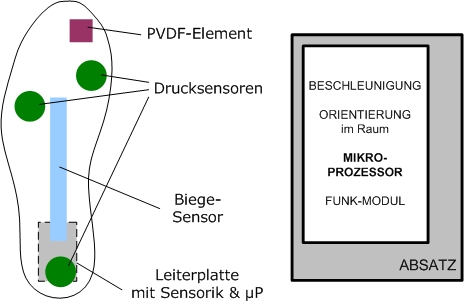 PVDF-Element
Drucksensoren
Biege-
Sensor
Leiterplatte
mit Sensorik & µP
BESCHLEUNIGUNG
ORIENTIERUNG
im Raum
MIKRO-
PROZESSOR
FUNK-MODUL
ABSATZ